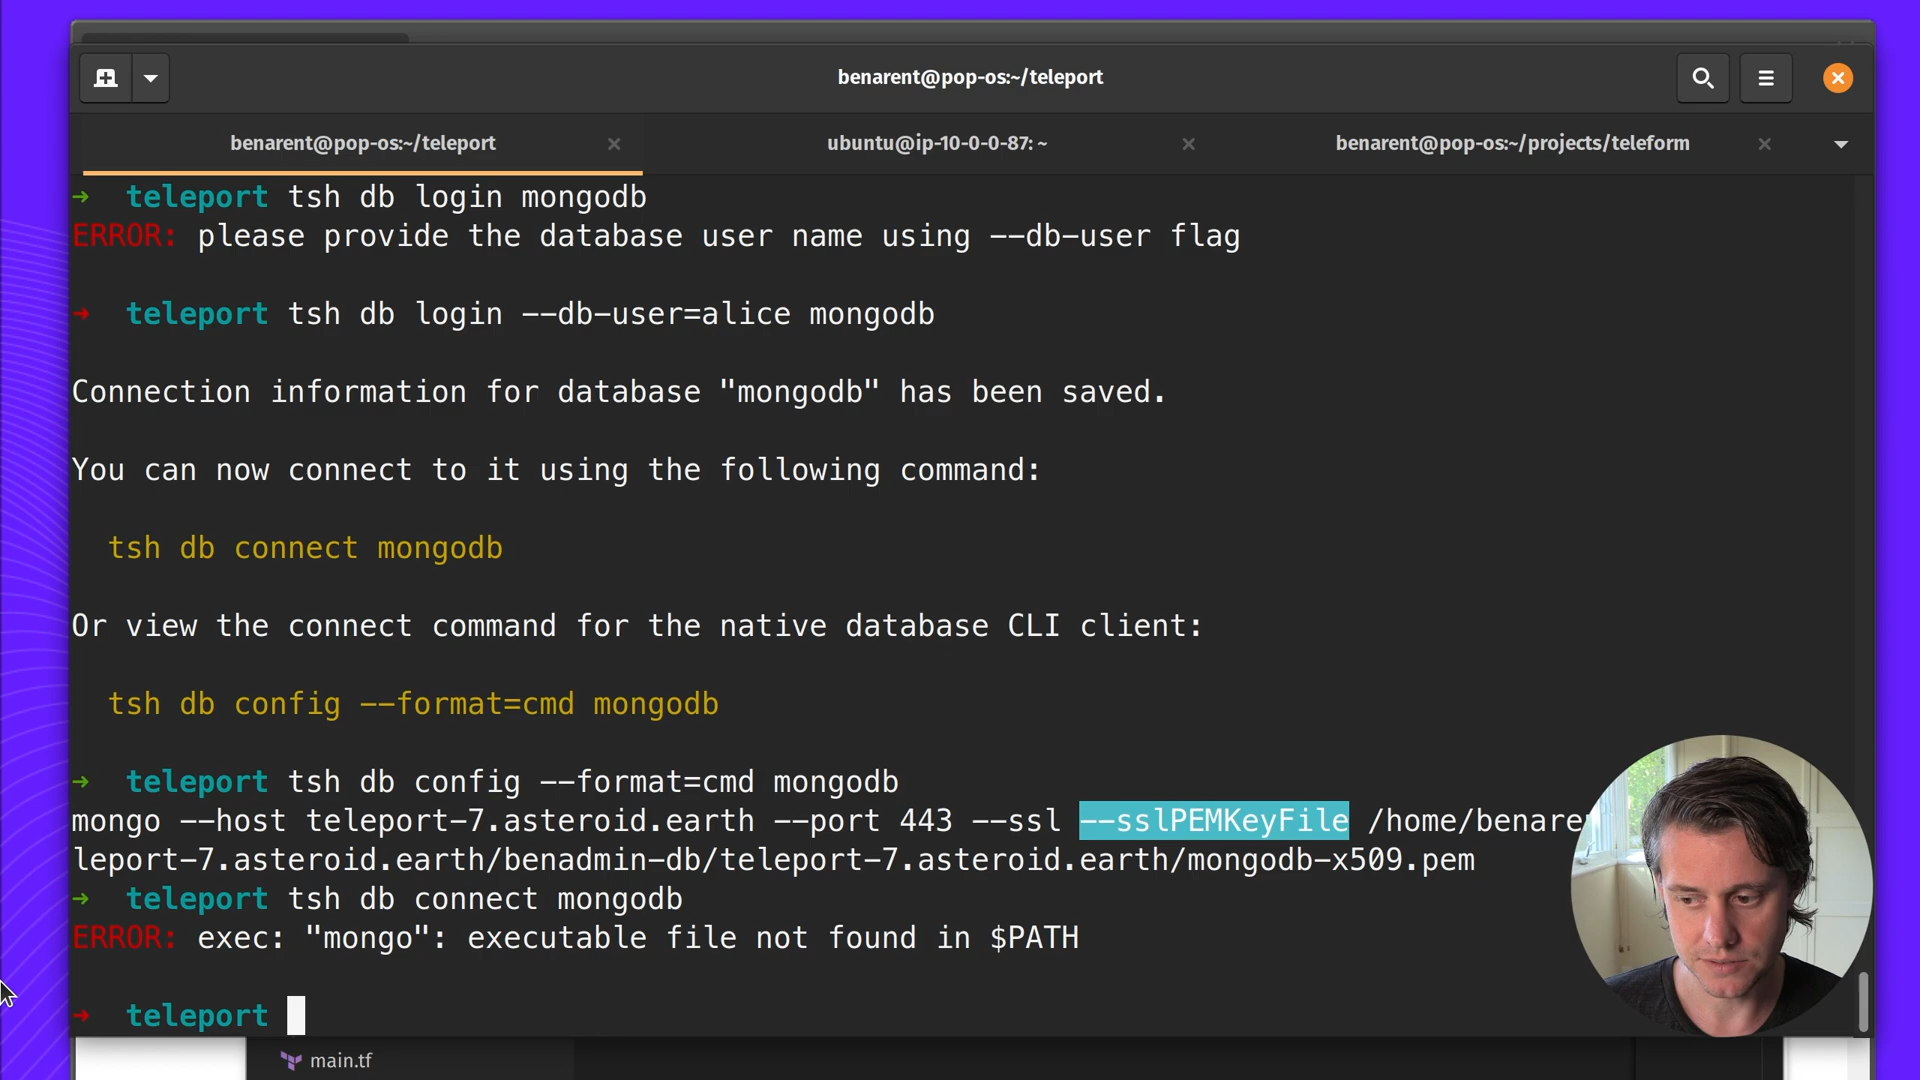 benarent@pop-os:~/teleport
benarent@pop-os:~/teleport
ubuntu@ip-10-0-0-87: ~
benarent@pop-os:~/projects/teleform
➜ teleport tsh db login mongodb
ERROR: please provide the database user name using --db-user flag
➜ teleport tsh db login --db-user=alice mongodb
Connection information for database "mongodb" has been saved.
You can now connect to it using the following command:
tsh db connect mongodb
Or view the connect command for the native database CLI client:
tsh db config --format=cmd mongodb
➜ teleport tsh db config --format=cmd mongodb
mongo --host teleport-7.asteroid.earth --port 443 --ssl --sslPEMKeyFile /home/benare
leport-7.asteroid.earth/benadmin-db/teleport-7.asteroid.earth/mongodb-x509.pem
➜ teleport tsh db connect mongodb
ERROR: exec: "mongo": executable file not found in $PATH
➜ teleport
main.tf